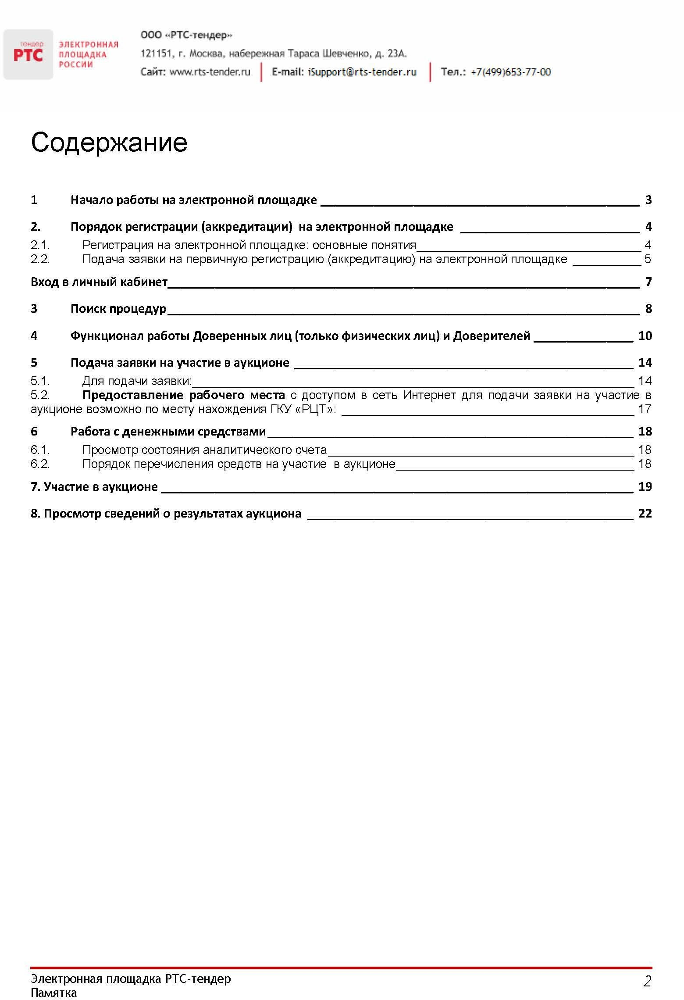 тендер
РТС
ЭЛЕКТРОННАЯ
ПЛОЩАДКА
РОССИИ
ООО «РТС-тендер»
121151, г. Москва, набережная Тараса Шевченко, д. 23А.
Сайт: www.rts-tender.ru | E-mail: iSupport@rts-tender.ru | Тел.: +7(499)653-77-00
Содержание
1 Начало работы на электронной площадке 3
2. Порядок регистрации (аккредитации) на электронной площадке 4
2.1. Регистрация на электронной площадке: основные понятия 4
2.2. Подача заявки на первичную регистрацию (аккредитацию) на электронной площадке 5
Вход в личный кабинет 7
3 Поиск процедур 8
4 Функционал работы Доверенных лиц (только физических лиц) и Доверителей 10
5 Подача заявки на участие в аукционе 14
5.1. Для подачи заявки: 14
5.2. Предоставление рабочего места с доступом в сеть Интернет для подачи заявки на участие в
аукционе возможно по месту нахождения ГКУ «РЦТ»: 17
6 Работа с денежными средствами 18
6.1. Просмотр состояния аналитического счета 18
6.2. Порядок перечисления средств на участие в аукционе 18
7. Участие в аукционе 19
8. Просмотр сведений о результатах аукциона 22
Электронная площадка РТС-тендер 2
Памятка